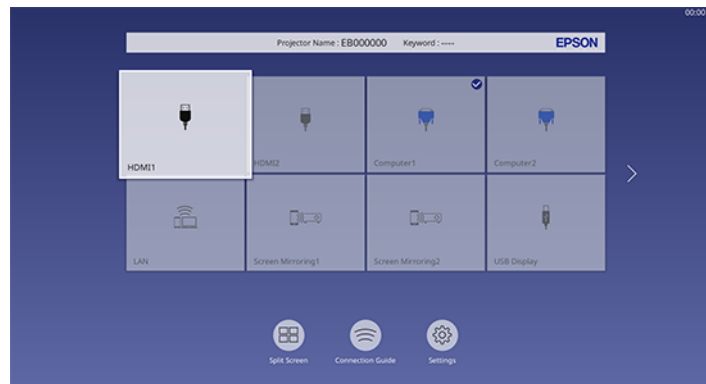 00:00
Projector Name : EB000000 Keyword : ---- EPSON
HDMI1 HDMI2 Computer1 Computer2
LAN Screen Mirroring1 Screen Mirroring2 USB Display
Split Screen Connection Guide Settings